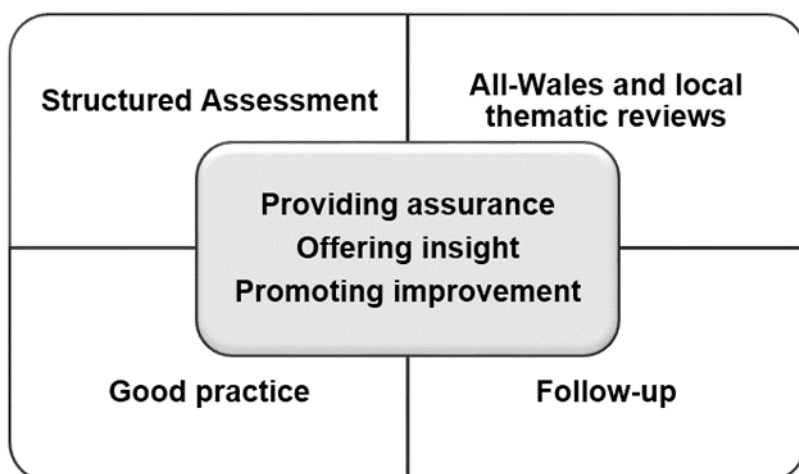 Structured Assessment
All-Wales and local
thematic reviews
Providing assurance
Offering insight
Promoting improvement
Good practice
Follow-up